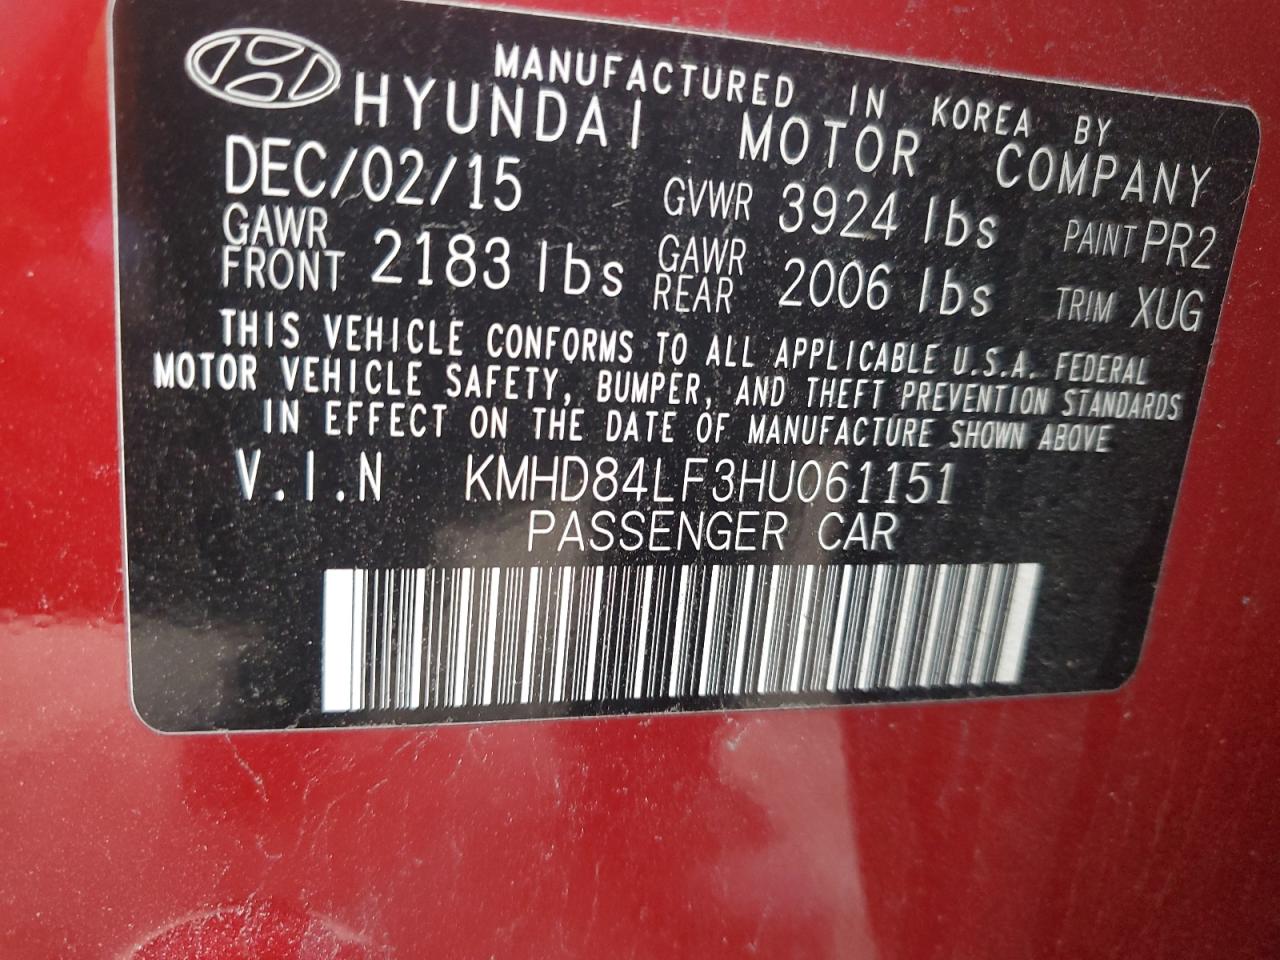 MANUFACTURED IN KOREA BY
HYUNDAI MOTOR COMPANY
DEC/02/15 GVWR 3924 lbs PAINT PR2
GAWR FRONT 2183 lbs GAWR REAR 2006 lbs TRIM XUG
THIS VEHICLE CONFORMS TO ALL APPLICABLE U.S.A. FEDERAL
MOTOR VEHICLE SAFETY, BUMPER, AND THEFT PREVENTION STANDARDS
IN EFFECT ON THE DATE OF MANUFACTURE SHOWN ABOVE
V.I.N KMHD84LF3HU061151
PASSENGER CAR